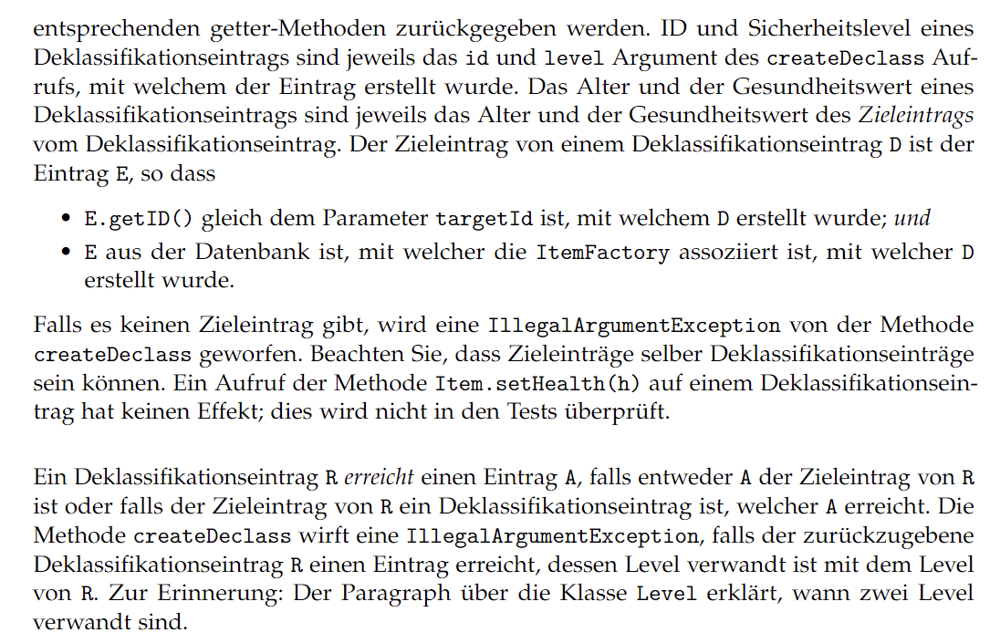 entsprechenden getter-Methoden zurückgegeben werden. ID und Sicherheitslevel eines
Deklassifikationseintrags sind jeweils das id und level Argument des createDeclass Auf-
rufs, mit welchem der Eintrag erstellt wurde. Das Alter und der Gesundheitswert eines
Deklassifikationseintrags sind jeweils das Alter und der Gesundheitswert des Zieleintrags
vom Deklassifikationseintrag. Der Zieleintrag von einem Deklassifikationseintrag D ist der
Eintrag E, so dass
• E.getID() gleich dem Parameter targetId ist, mit welchem D erstellt wurde; und
• E aus der Datenbank ist, mit welcher die ItemFactory assoziiert ist, mit welcher D
erstellt wurde.
Falls es keinen Zieleintrag gibt, wird eine IllegalArgumentException von der Methode
createDeclass geworfen. Beachten Sie, dass Zieleinträge selber Deklassifikationseinträge
sein können. Ein Aufruf der Methode Item.setHealth(h) auf einem Deklassifikationsein-
trag hat keinen Effekt; dies wird nicht in den Tests überprüft.
Ein Deklassifikationseintrag R erreicht einen Eintrag A, falls entweder A der Zieleintrag von R
ist oder falls der Zieleintrag von R ein Deklassifikationseintrag ist, welcher A erreicht. Die
Methode createDeclass wirft eine IllegalArgumentException, falls der zurückzugebene
Deklassifikationseintrag R einen Eintrag erreicht, dessen Level verwandt ist mit dem Level
von R. Zur Erinnerung: Der Paragraph über die Klasse Level erklärt, wann zwei Level
verwandt sind.